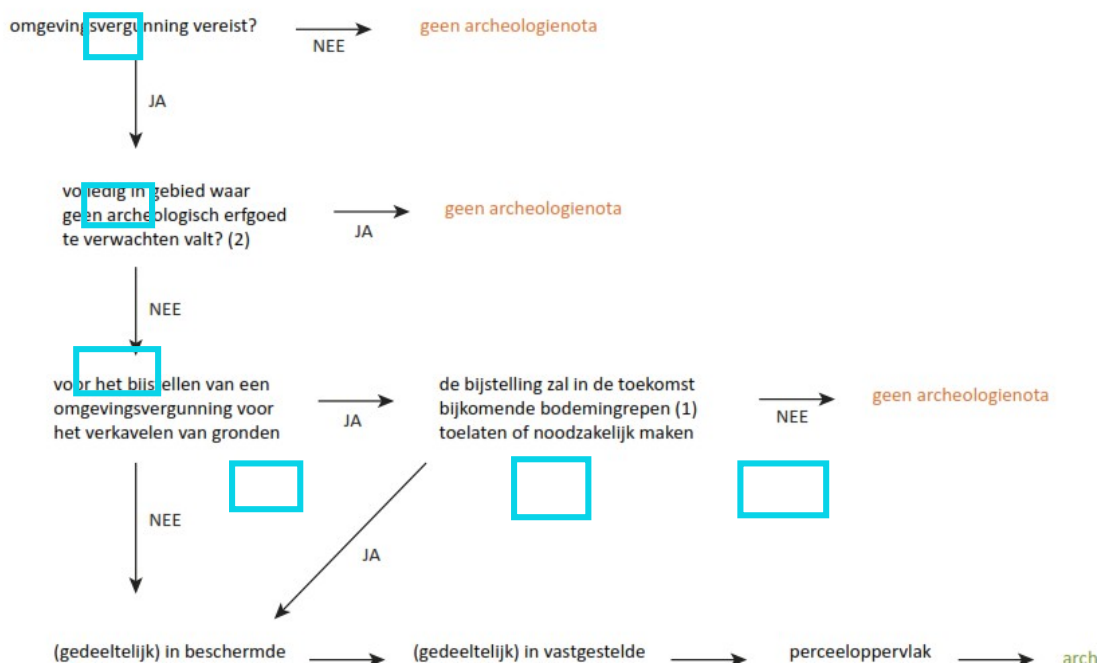 omgevingsvergunning vereist?
NEE
geen archeologienota
JA
volledig in gebied waar
geen archeologisch erfgoed
te verwachten valt? (2)
JA
geen archeologienota
NEE
voor het bijstellen van een
omgevingsvergunning voor
het verkavelen van gronden
JA
de bijstelling zal in de toekomst
bijkomende bodemingrepen (1)
toelaten of noodzakelijk maken
NEE
geen archeologienota
NEE
JA
(gedeeltelijk) in beschermde
(gedeeltelijk) in vastgestelde
perceeloppervlak
arch